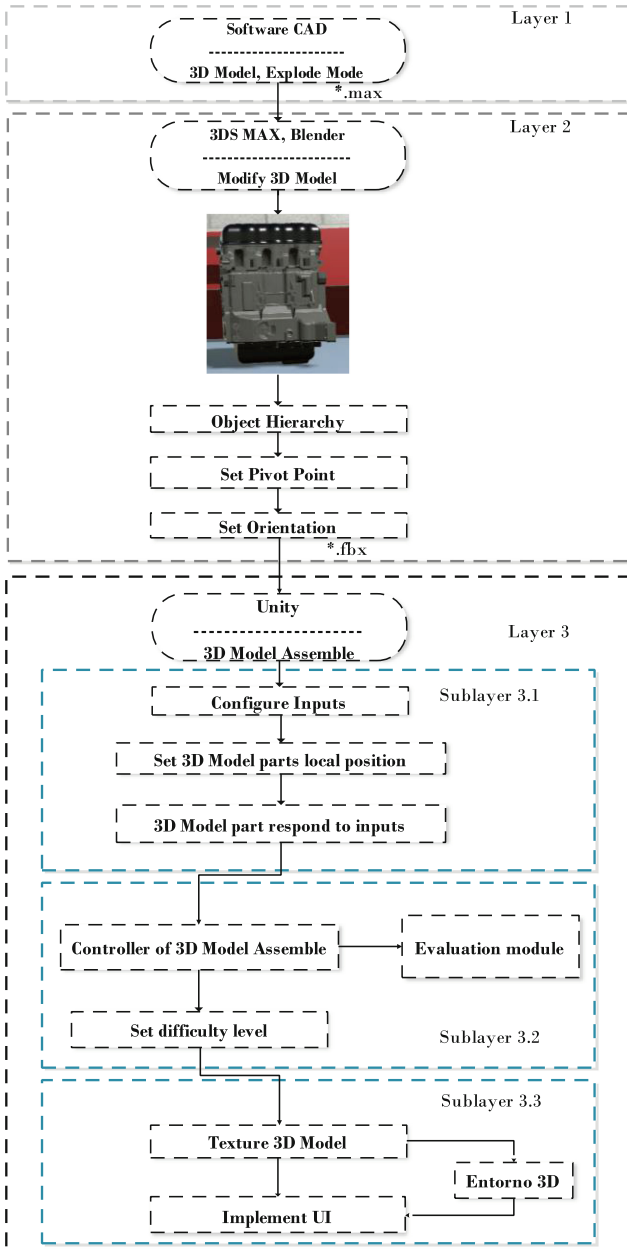 Layer 1
Software CAD
3D Model, Explode Mode
*.max
Layer 2
3DS MAX, Blender
Modify 3D Model
Object Hierarchy
Set Pivot Point
Set Orientation
*.fbx
Layer 3
Unity
3D Model Assemble
Sublayer 3.1
Configure Inputs
Set 3D Model parts local position
3D Model part respond to inputs
Controller of 3D Model Assemble
Evaluation module
Set difficulty level
Sublayer 3.2
Sublayer 3.3
Texture 3D Model
Entorno 3D
Implement UI